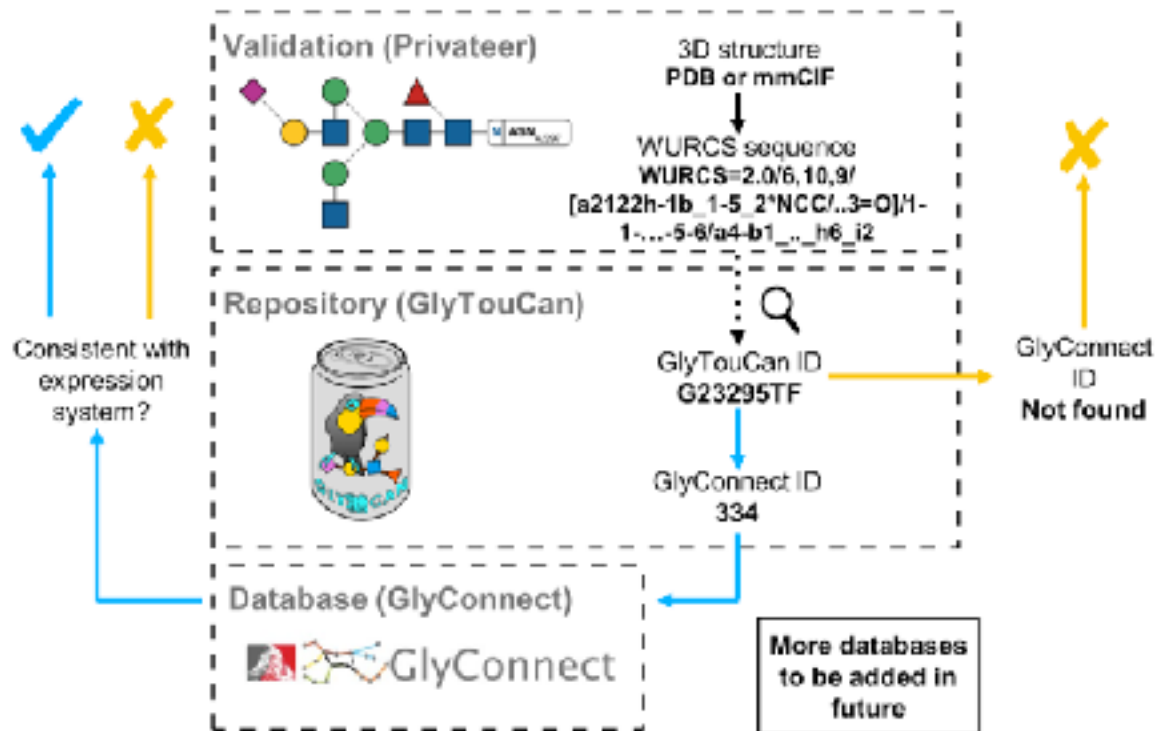 Validation (Privateer)
3D structure
PDB or mmCIF
WURCS sequence
WURCS=2.0/6,10,9/
[a2122h-1b_1-5_2*NCC/..3=O]/1-
1-...-5-6/a4-b1_.._h6_i2
N ASN
Repository (GlyTouCan)
GlyTouCan ID
G23295TF
GlyConnect ID
334
Consistent with
expression
system?
GlyConnect
ID
Not found
Database (GlyConnect)
GlyConnect
More databases
to be added in
future